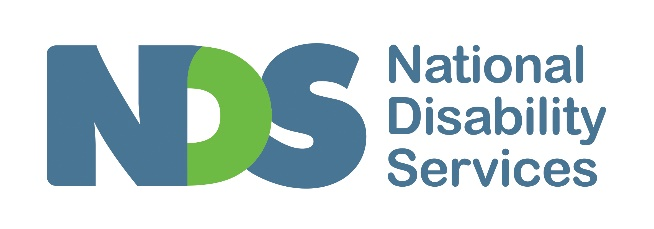 NDS
National
Disability
Services